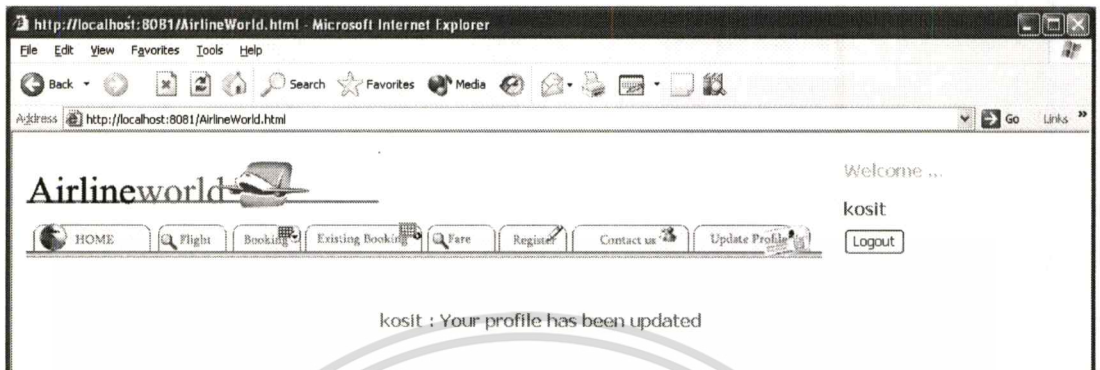 http://localhost:8081/AirlineWorld.html - Microsoft Internet Explorer
File Edit View Favorites Tools Help
Back Search Favorites Media
Address http://localhost:8081/AirlineWorld.html Go Links »
Welcome ...
Airlineworld
kosit
HOME Flight Booking Existing Booking Fare Register Contact us Update Profile
Logout
kosit : Your profile has been updated